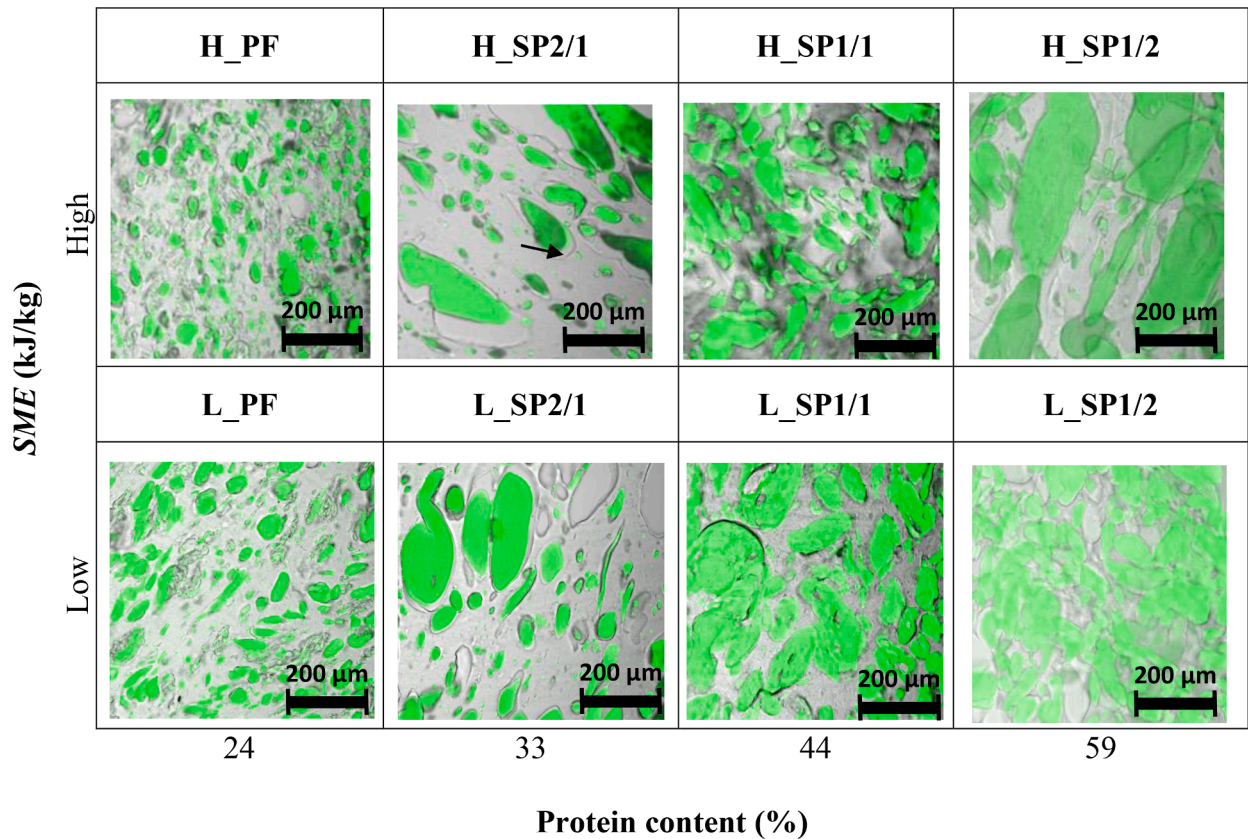 H_PF
H_SP2/1
H_SP1/1
H_SP1/2
High
200 μm
200 μm
200 μm
200 μm
SME (kJ/kg)
L_PF
L_SP2/1
L_SP1/1
L_SP1/2
Low
200 μm
200 μm
200 μm
200 μm
24
33
44
59
Protein content (%)